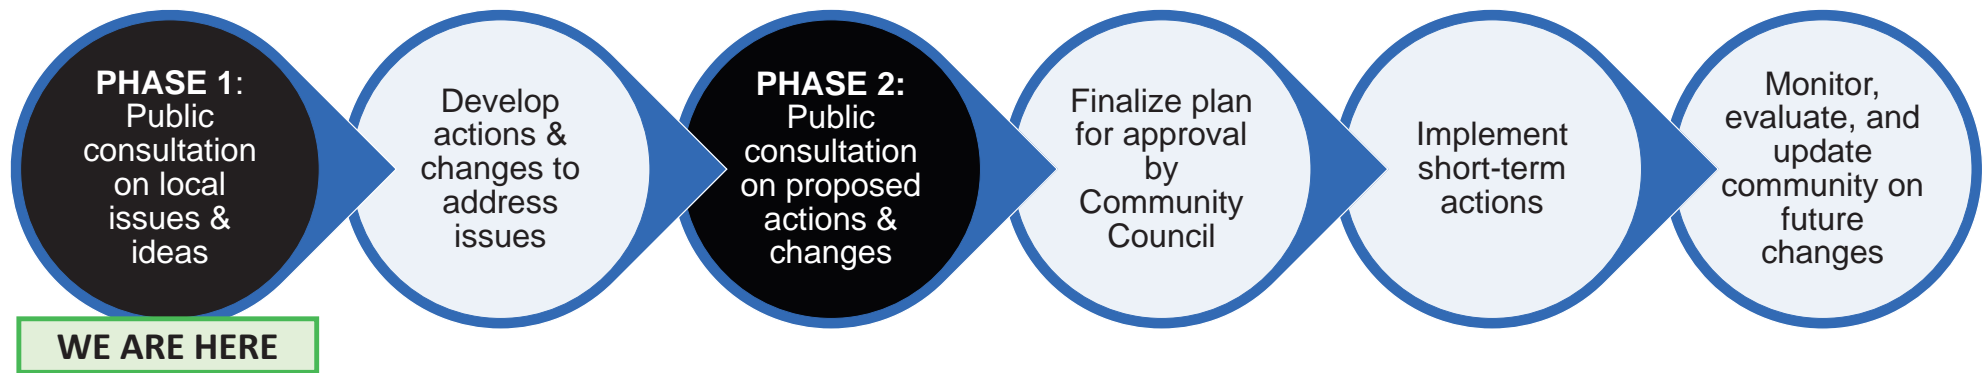 PHASE 1:
Public
consultation
on local
issues &
ideas
Develop
actions &
changes to
address
issues
PHASE 2:
Public
consultation
on proposed
actions &
changes
Finalize plan
for approval
by
Community
Council
Implement
short-term
actions
Monitor,
evaluate, and
update
community on
future
changes
WE ARE HERE